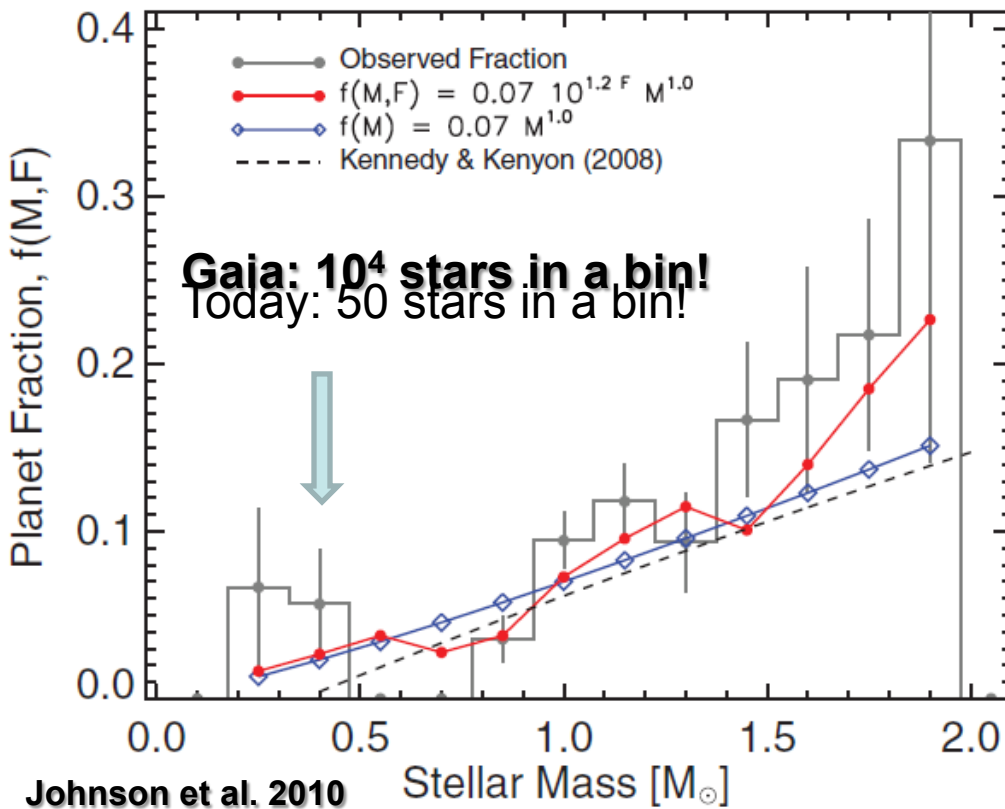 Observed Fraction
f(M,F) = 0.07 10^1.2 F M^1.0
f(M) = 0.07 M^1.0
Kennedy & Kenyon (2008)
Gaia: 10⁴ stars in a bin!
Today: 50 stars in a bin!
Planet Fraction, f(M,F)
0.4
0.3
0.2
0.1
0.0
0.0 0.5 1.0 1.5 2.0
Stellar Mass [M☉]
Johnson et al. 2010